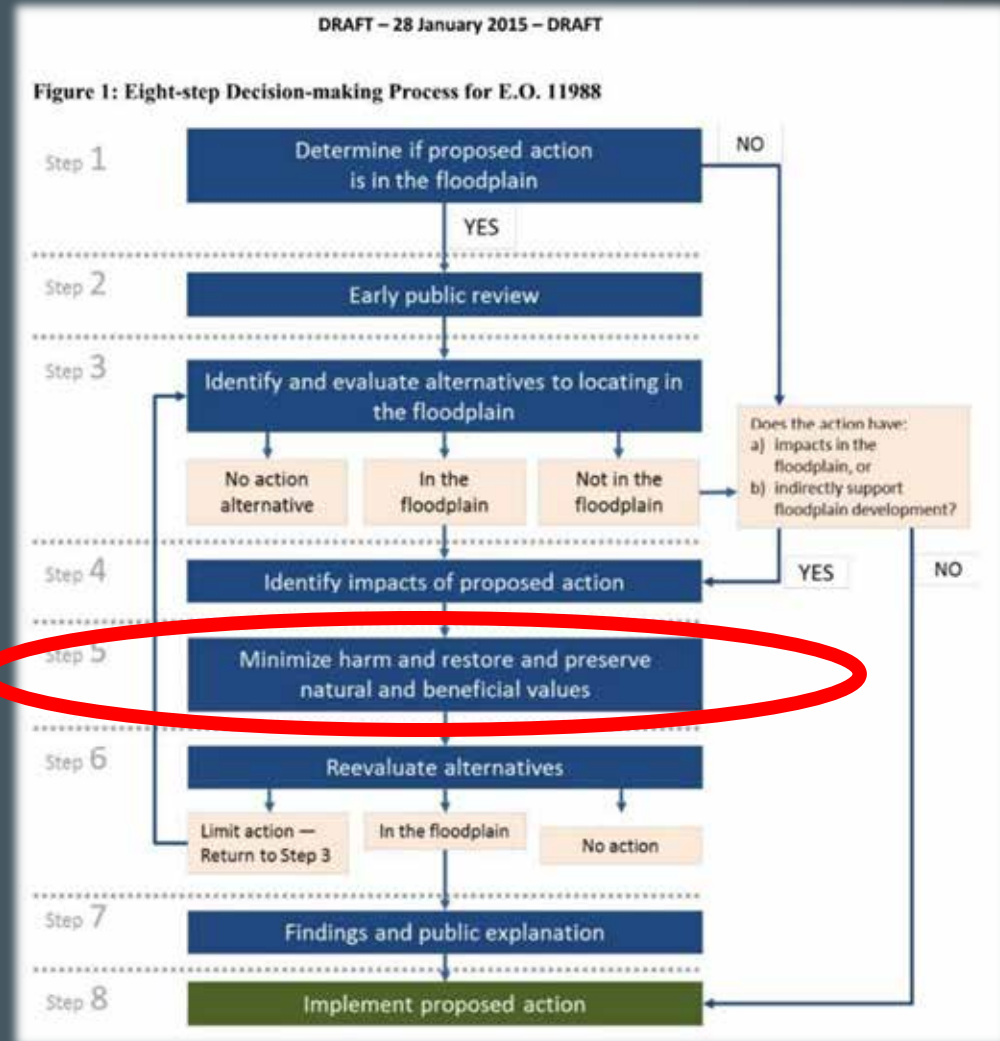 DRAFT – 28 January 2015 – DRAFT
Figure 1: Eight-step Decision-making Process for E.O. 11988
Step 1
Determine if proposed action
is in the floodplain
NO
YES
Step 2
Early public review
Step 3
Identify and evaluate alternatives to locating in
the floodplain
No action
alternative
In the
floodplain
Not in the
floodplain
Does the action have:
a) impacts in the
floodplain, or
b) indirectly support
floodplain development?
Step 4
Identify impacts of proposed action
YES
NO
Step 5
Minimize harm and restore and preserve
natural and beneficial values
Step 6
Reevaluate alternatives
Limit action —
Return to Step 3
In the floodplain
No action
Step 7
Findings and public explanation
Step 8
Implement proposed action